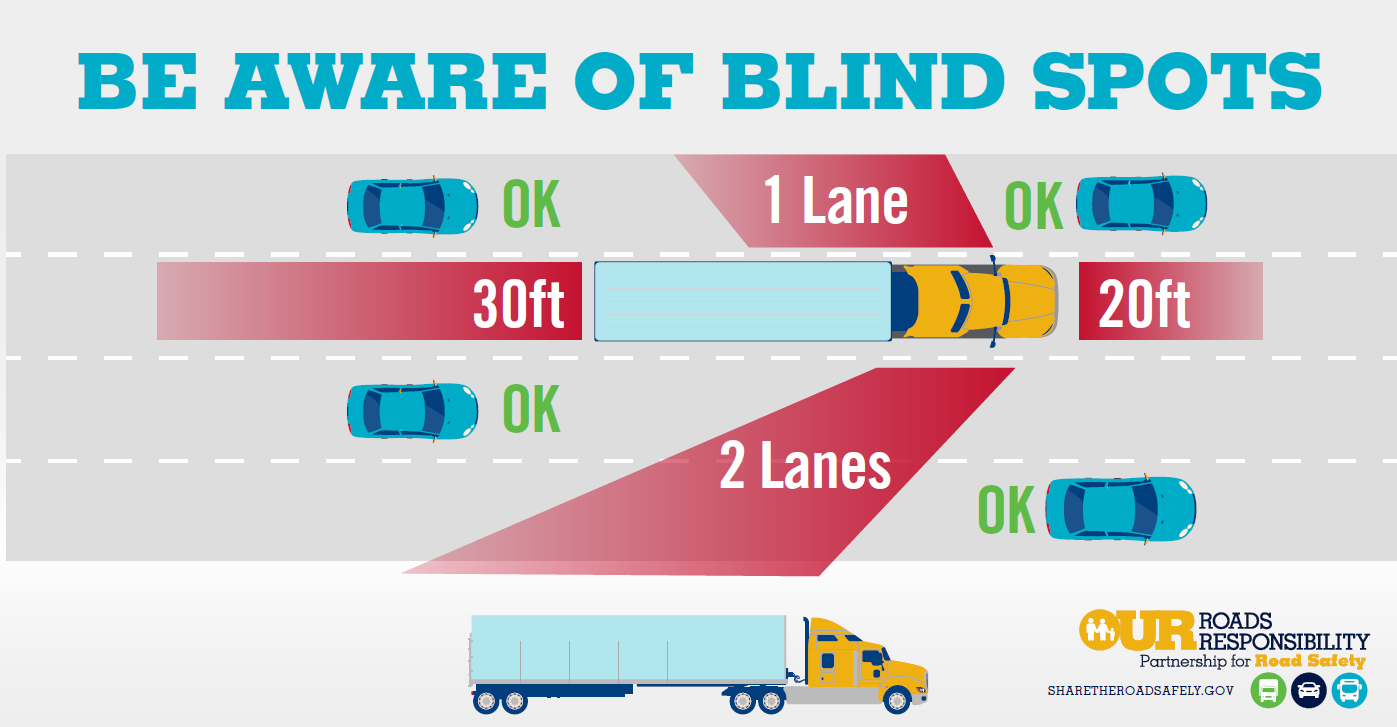 BE AWARE OF BLIND SPOTS
OK
1 Lane
OK
30ft
20ft
OK
2 Lanes
OK
OUR ROADS
RESPONSIBILITY
Partnership for Road Safety
SHARETHEROADSAFELY.GOV